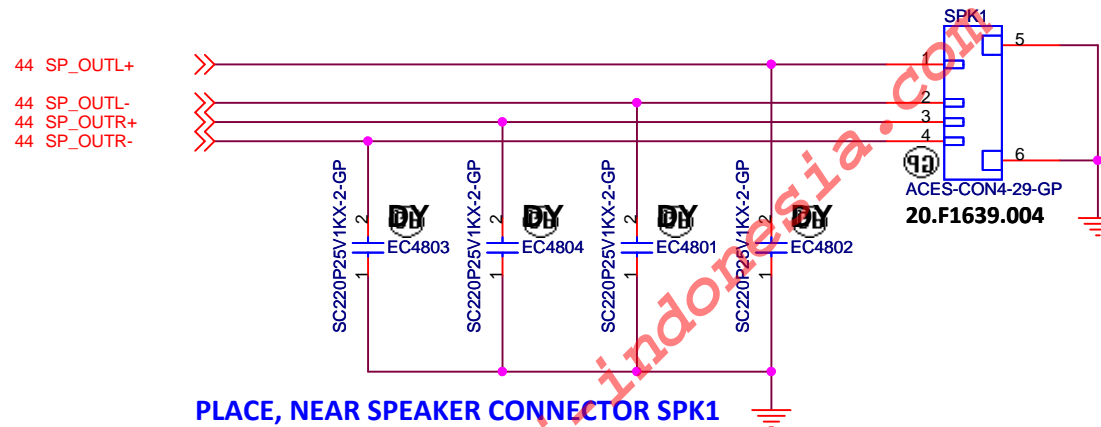 SPK1
5
44 SP_OUTL+
1
44 SP_OUTL-
2
44 SP_OUTR+
3
44 SP_OUTR-
4
6
GP
ACES-CON4-29-GP
20.F1639.004
SC220P25V1KX-2-GP
2
DY
EC4803
1
SC220P25V1KX-2-GP
2
DY
EC4804
1
SC220P25V1KX-2-GP
2
DY
EC4801
1
SC220P25V1KX-2-GP
2
DY
EC4802
1
PLACE, NEAR SPEAKER CONNECTOR SPK1
-indonesia.com